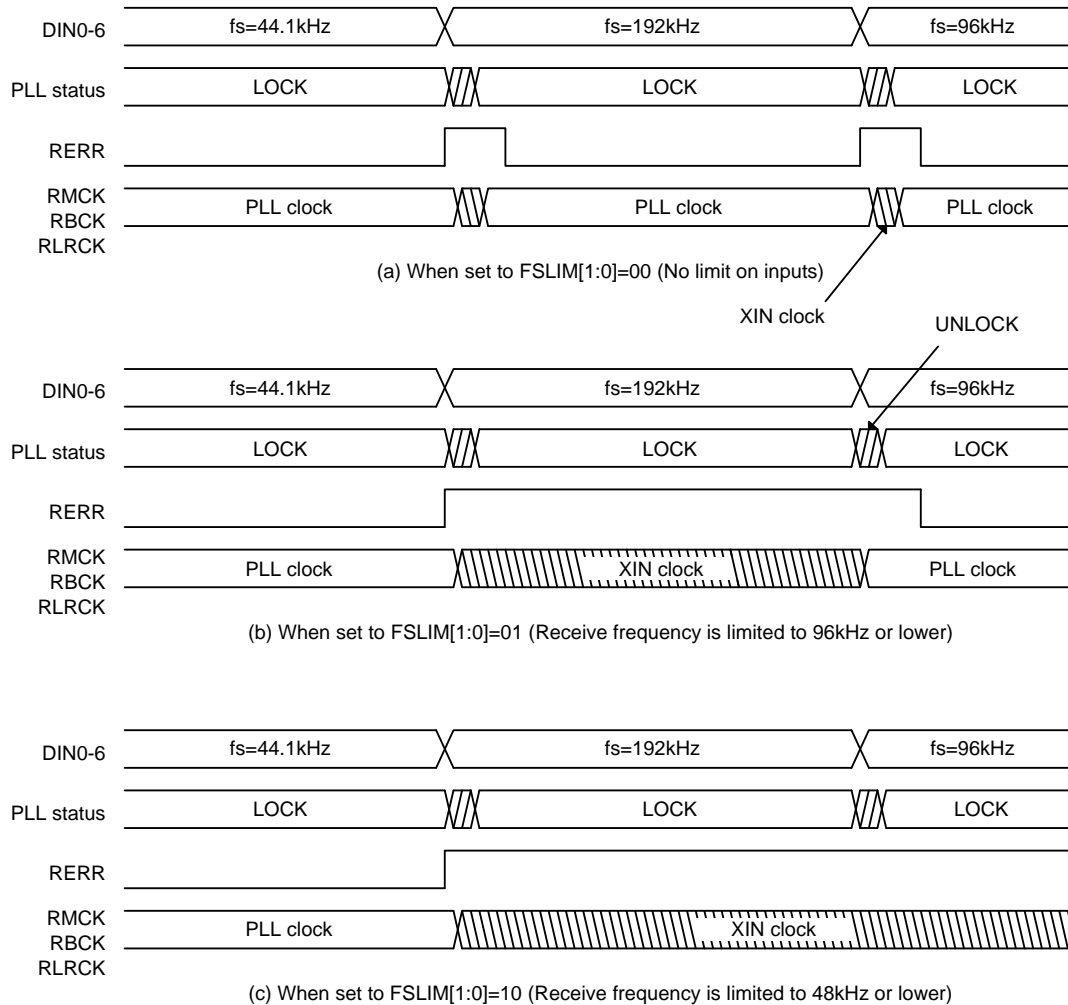 DIN0-6 fs=44.1kHz fs=192kHz fs=96kHz
PLL status LOCK LOCK LOCK
RERR
RMCK
RBCK PLL clock PLL clock PLL clock
RLRCK
(a) When set to FSLIM[1:0]=00 (No limit on inputs)
XIN clock
UNLOCK
DIN0-6 fs=44.1kHz fs=192kHz fs=96kHz
PLL status LOCK LOCK LOCK
RERR
RMCK
RBCK PLL clock XIN clock PLL clock
RLRCK
(b) When set to FSLIM[1:0]=01 (Receive frequency is limited to 96kHz or lower)
DIN0-6 fs=44.1kHz fs=192kHz fs=96kHz
PLL status LOCK LOCK LOCK
RERR
RMCK
RBCK PLL clock XIN clock
RLRCK
(c) When set to FSLIM[1:0]=10 (Receive frequency is limited to 48kHz or lower)